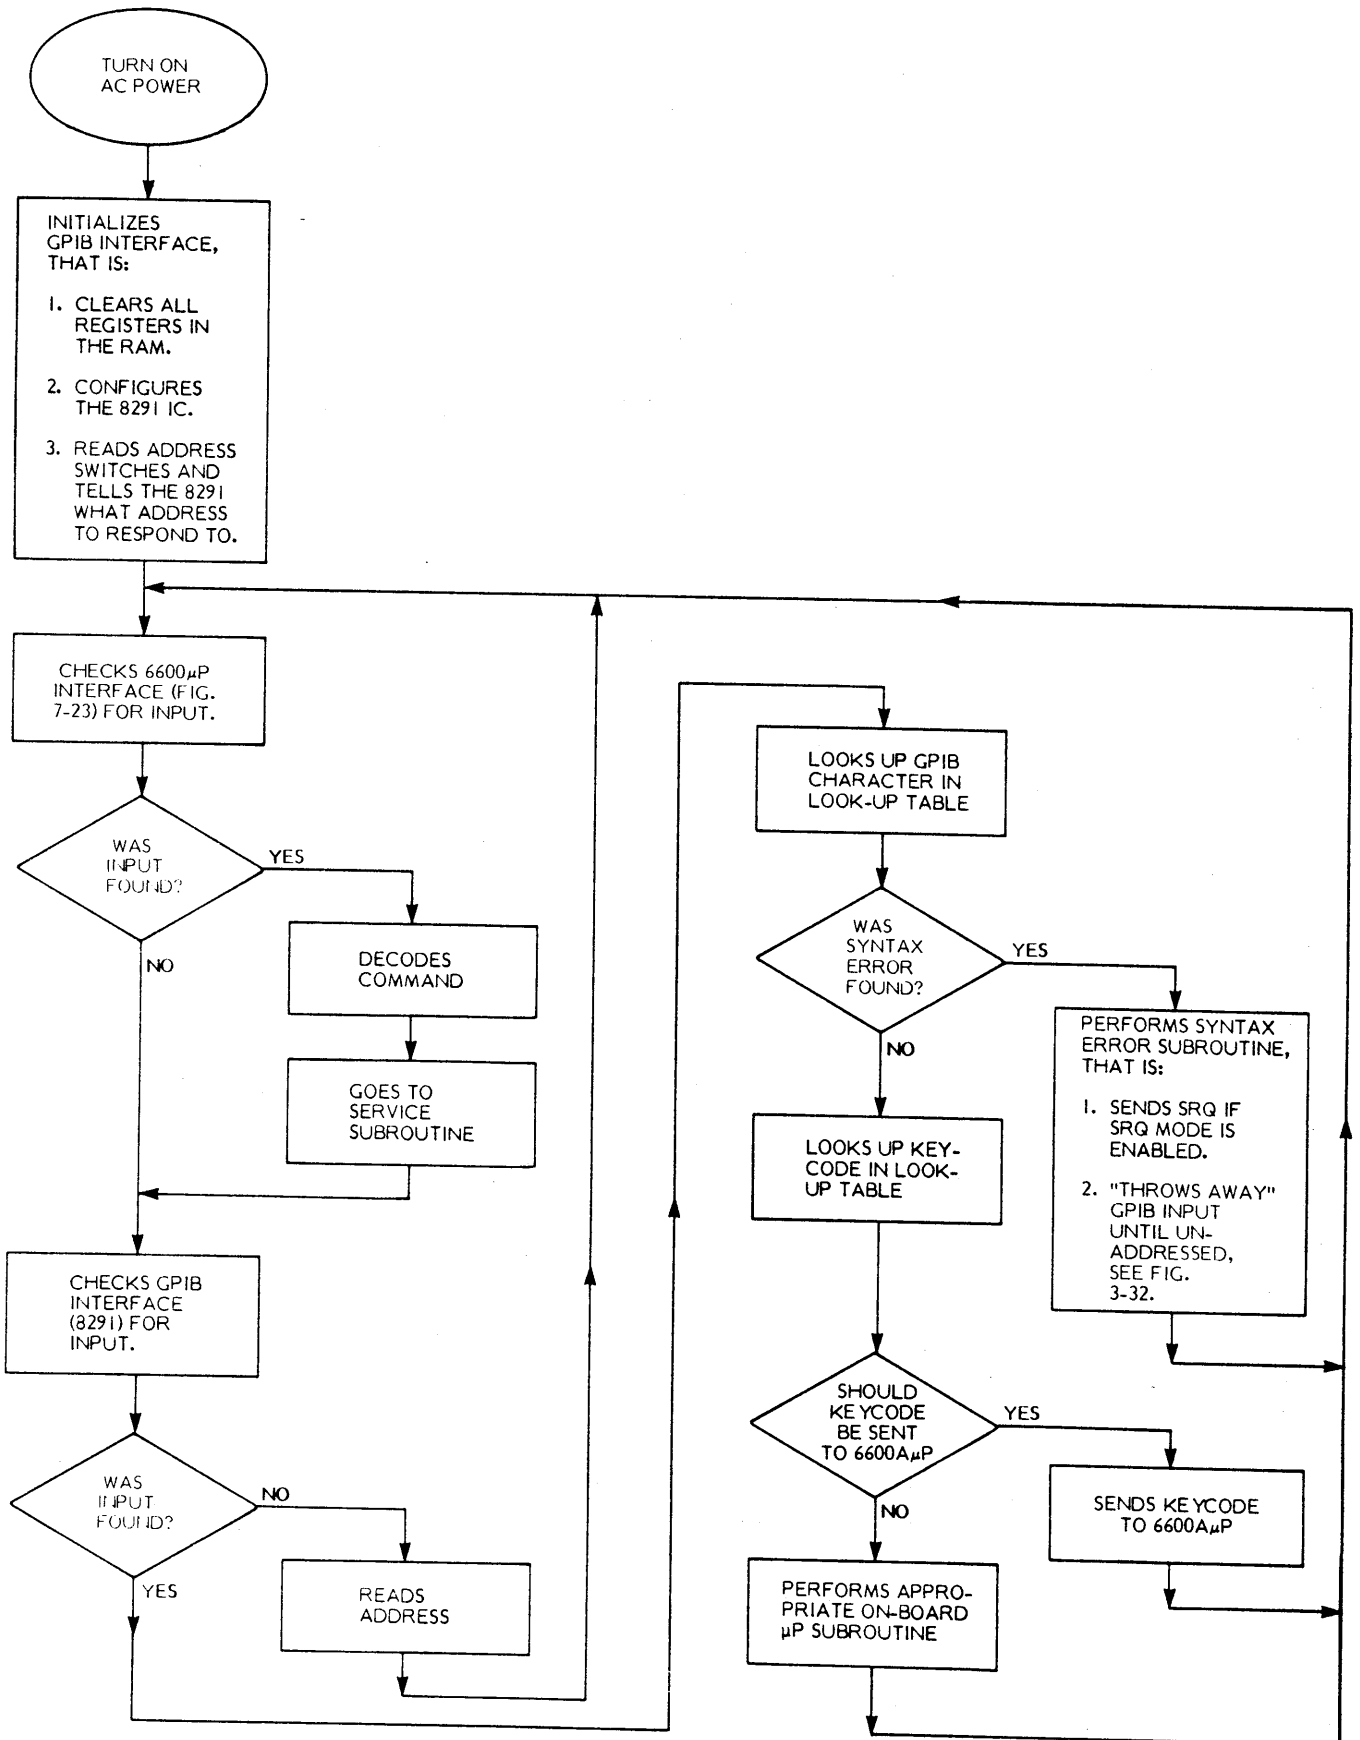 TURN ON
AC POWER
INITIALIZES
GPIB INTERFACE,
THAT IS:
1. CLEARS ALL
REGISTERS IN
THE RAM.
2. CONFIGURES
THE 8291 IC.
3. READS ADDRESS
SWITCHES AND
TELLS THE 8291
WHAT ADDRESS
TO RESPOND TO.
CHECKS 6600µP
INTERFACE (FIG.
7-23) FOR INPUT.
WAS
INPUT
FOUND?
YES
NO
DECODES
COMMAND
GOES TO
SERVICE
SUBROUTINE
CHECKS GPIB
INTERFACE
(8291) FOR
INPUT.
WAS
INPUT
FOUND?
NO
YES
READS
ADDRESS
LOOKS UP GPIB
CHARACTER IN
LOOK-UP TABLE
WAS
SYNTAX
ERROR
FOUND?
YES
NO
PERFORMS SYNTAX
ERROR SUBROUTINE,
THAT IS:
1. SENDS SRQ IF
SRQ MODE IS
ENABLED.
2. "THROWS AWAY"
GPIB INPUT
UNTIL UN-
ADDRESSED,
SEE FIG.
3-32.
LOOKS UP KEY-
CODE IN LOOK-
UP TABLE
SHOULD
KEYCODE
BE SENT
TO 6600AµP
YES
NO
SENDS KEYCODE
TO 6600AµP
PERFORMS APPRO-
PRIATE ON-BOARD
µP SUBROUTINE